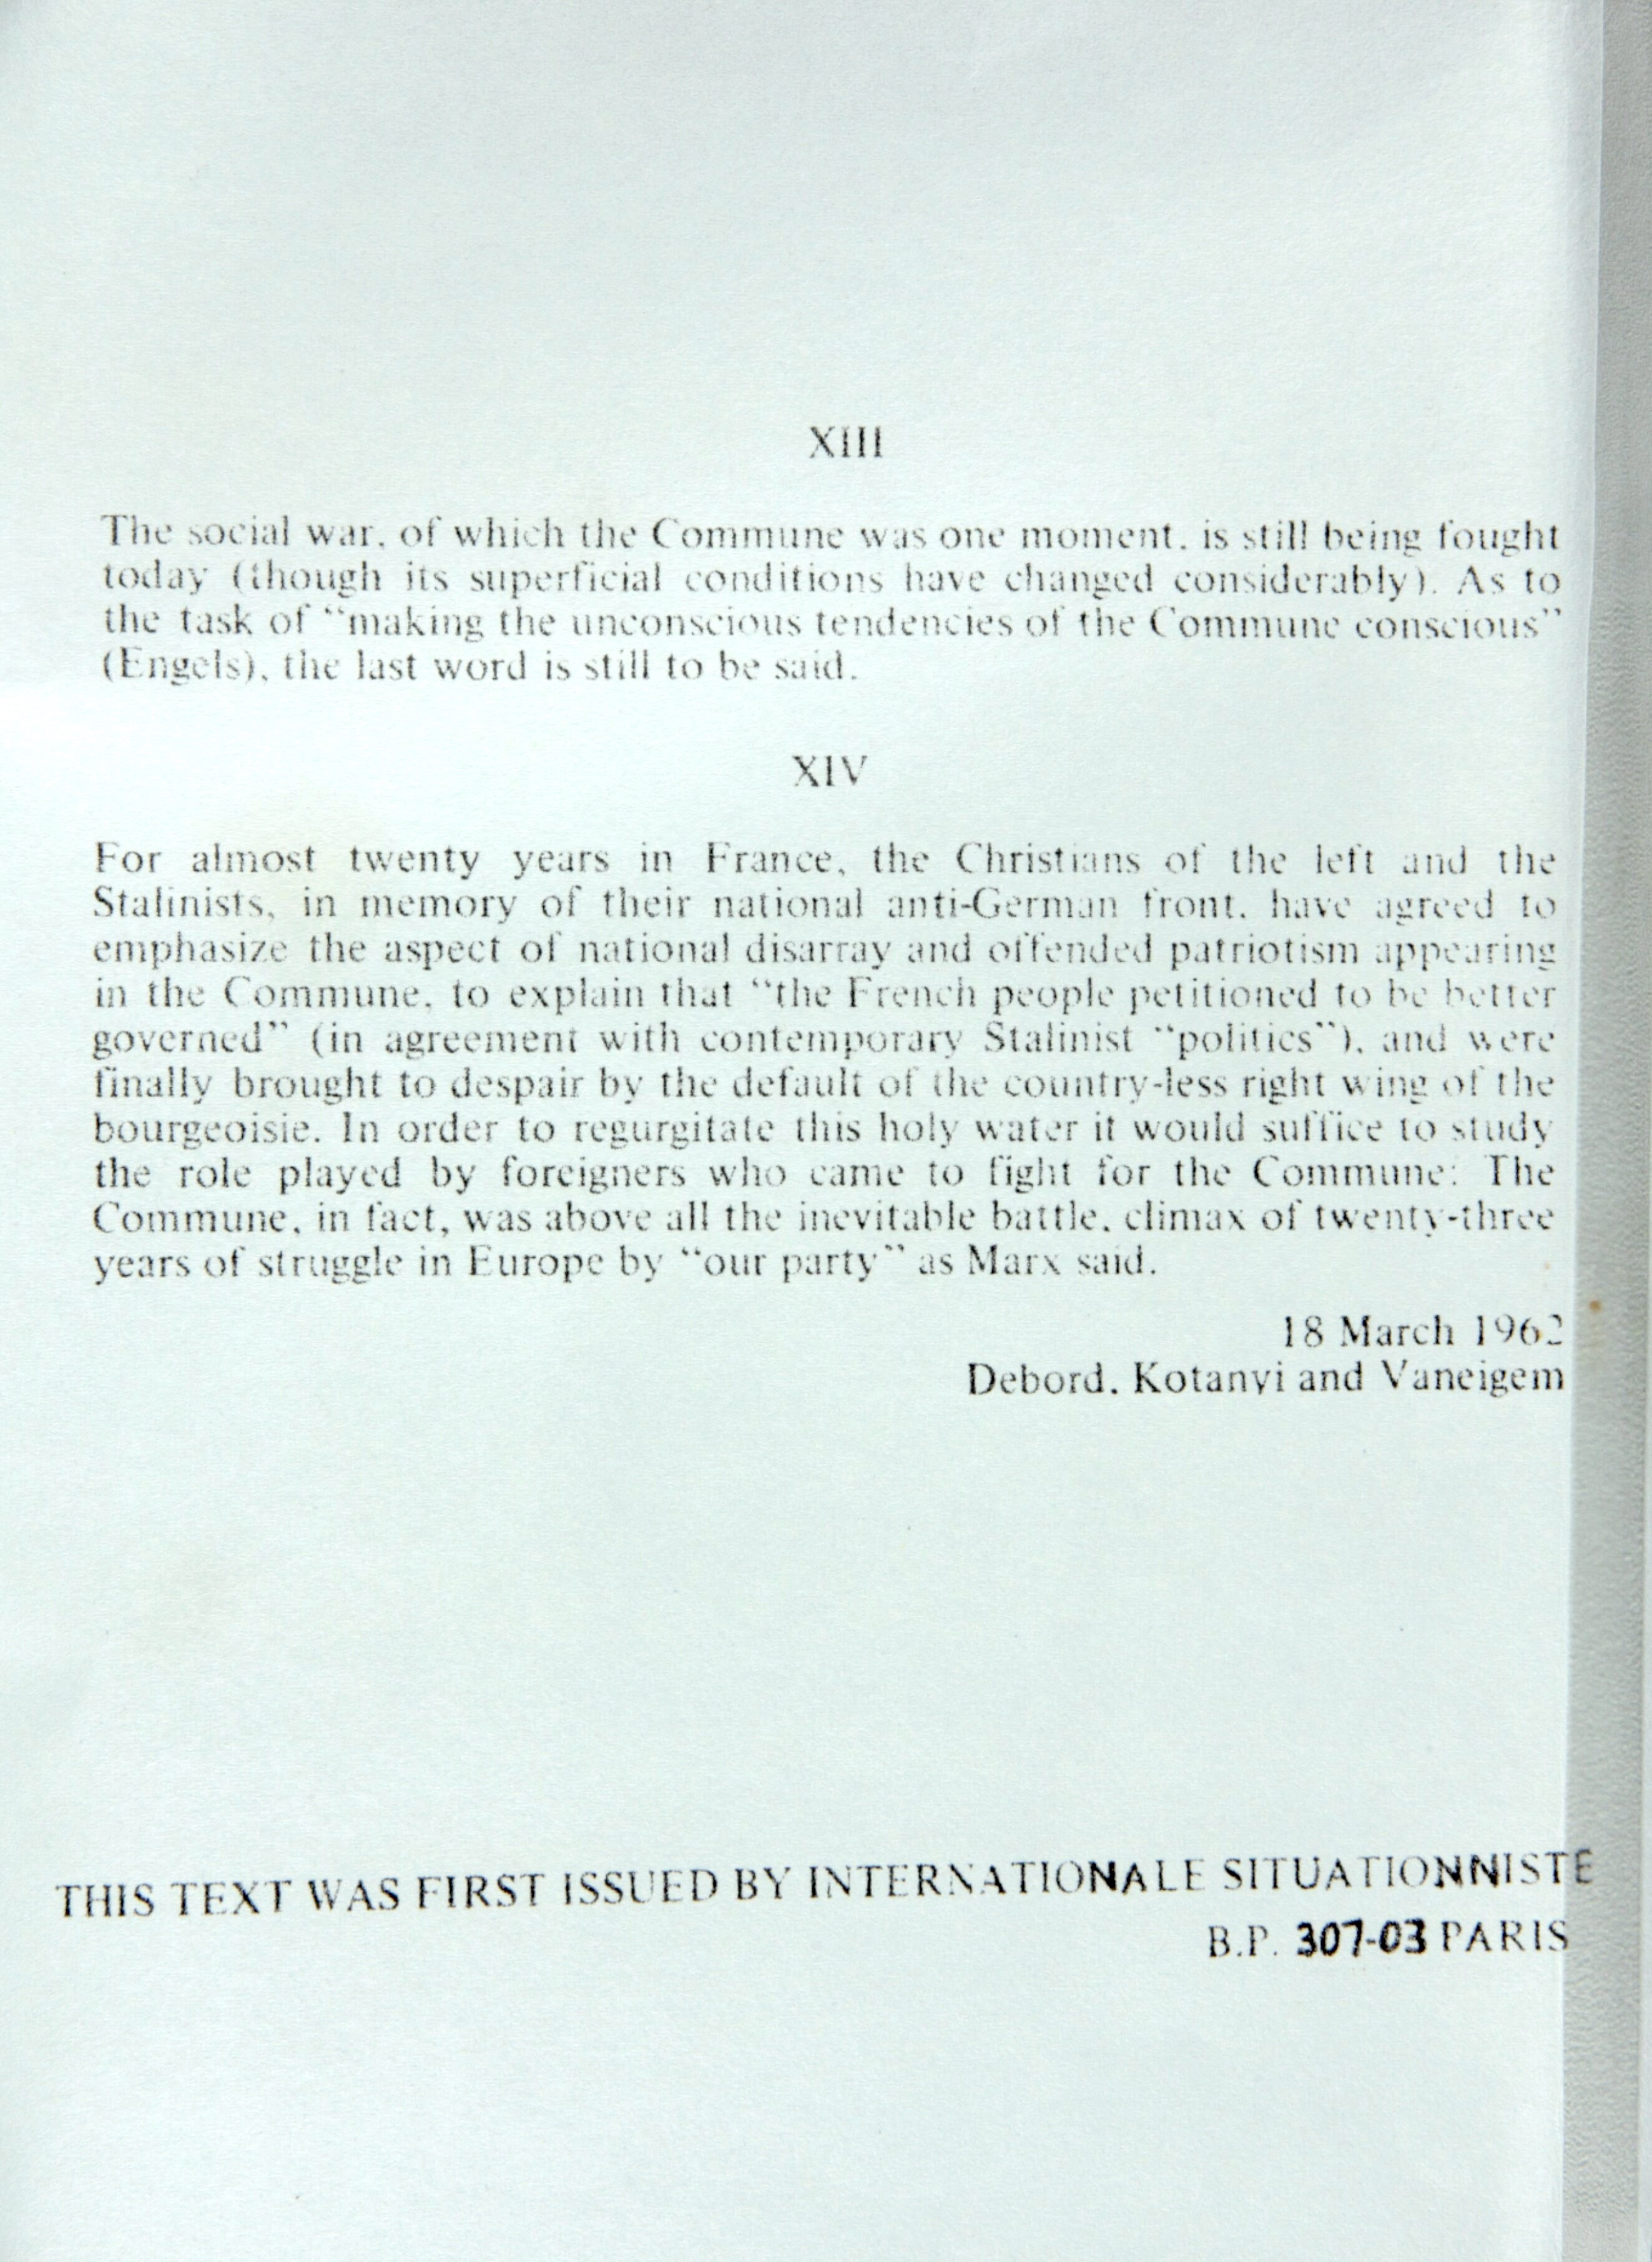 XIII
The social war, of which the Commune was one moment, is still being fought
today (though its superficial conditions have changed considerably). As to
the task of “making the unconscious tendencies of the Commune conscious”
(Engels), the last word is still to be said.
XIV
For almost twenty years in France, the Christians of the left and the
Stalinists, in memory of their national anti-German front, have agreed to
emphasize the aspect of national disarray and offended patriotism appearing
in the Commune, to explain that “the French people petitioned to be better
governed” (in agreement with contemporary Stalinist “politics”), and were
finally brought to despair by the default of the country-less right wing of the
bourgeoisie. In order to regurgitate this holy water it would suffice to study
the role played by foreigners who came to fight for the Commune: The
Commune, in fact, was above all the inevitable battle, climax of twenty-three
years of struggle in Europe by “our party” as Marx said.
18 March 1962
Debord, Kotanyi and Vaneigem
THIS TEXT WAS FIRST ISSUED BY INTERNATIONALE SITUATIONNISTE
B.P. 307-03 PARIS